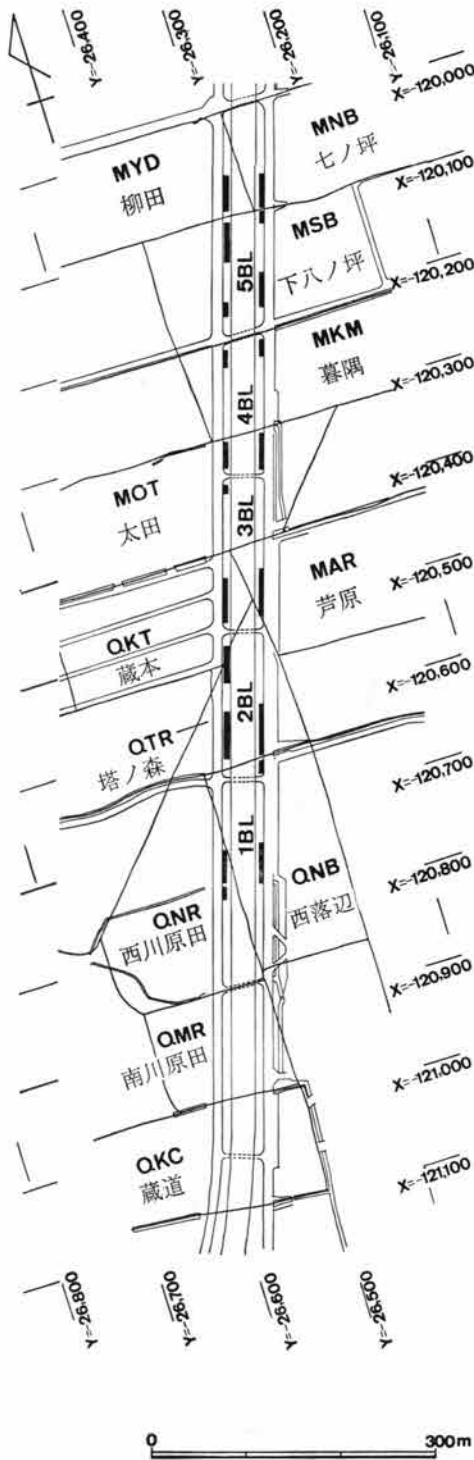 Y=-26,400
Y=-26,300
Y=-26,200
Y=-26,100
X=-120,000
MNB
七ノ坪
MYD
柳田
X=-120,100
MSB
下八ノ坪
5BL
X=-120,200
MKM
暮隅
X=-120,300
4BL
X=-120,400
MOT
太田
3BL
X=-120,500
MAR
芦原
QKT
蔵本
X=-120,600
2BL
QTR
塔ノ森
X=-120,700
1BL
X=-120,800
QNB
西落辺
QNR
西川原田
X=-120,900
QMR
南川原田
X=-121,000
QKC
蔵道
X=-121,100
Y=-26,800
Y=-26,700
Y=-26,600
Y=-26,500
0
300m